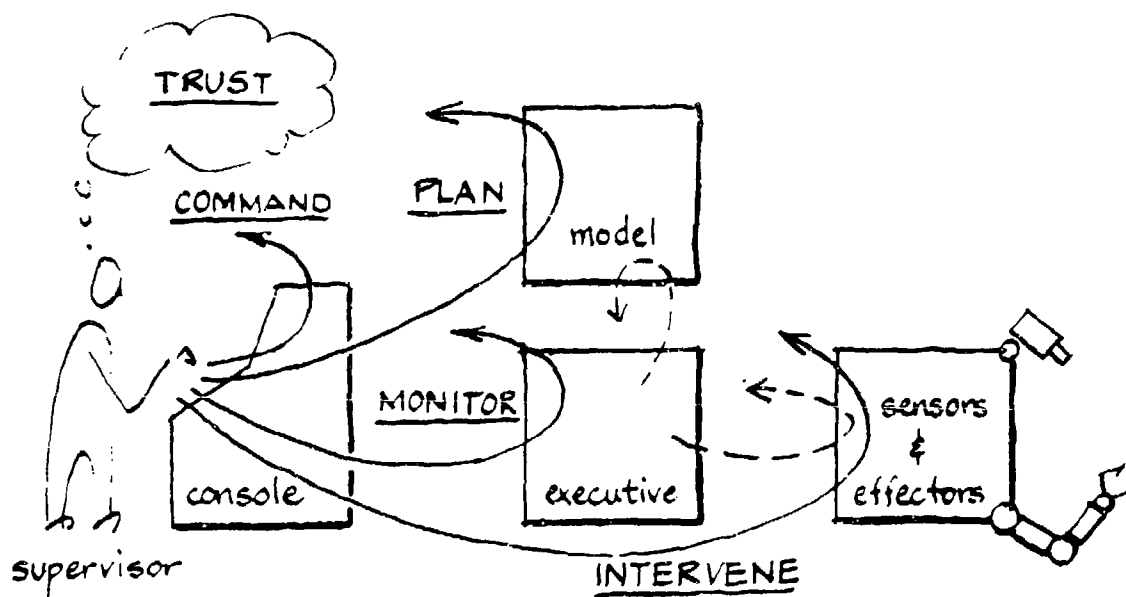 TRUST
COMMAND
PLAN
model
MONITOR
sensors
&
effectors
console
executive
supervisor
INTERVENE